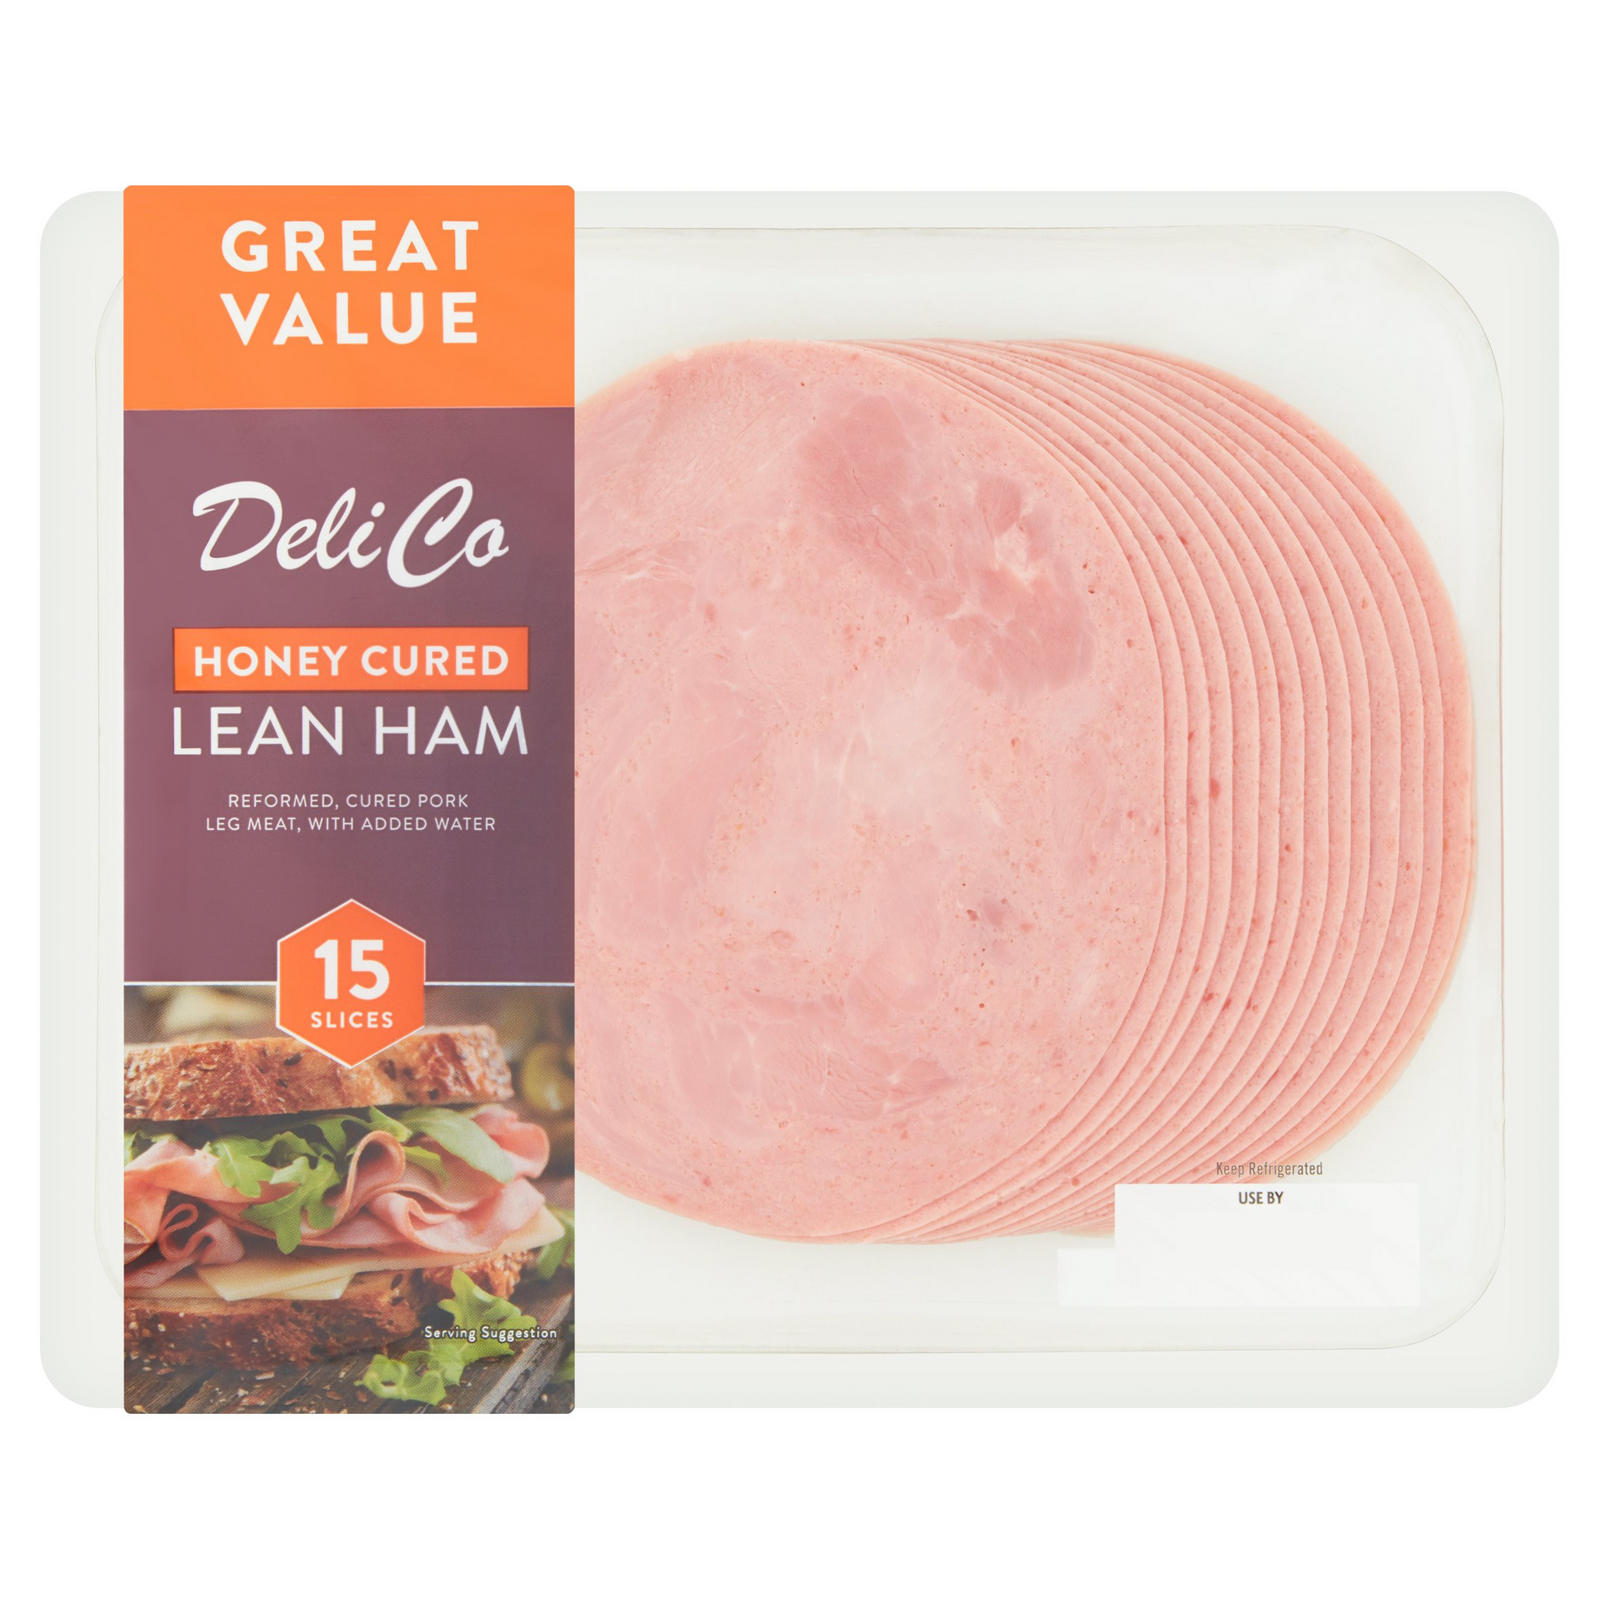 GREAT
VALUE
Deli Co
HONEY CURED
LEAN HAM
REFORMED, CURED PORK
LEG MEAT, WITH ADDED WATER
15
SLICES
Serving Suggestion
Keep Refrigerated
USE BY